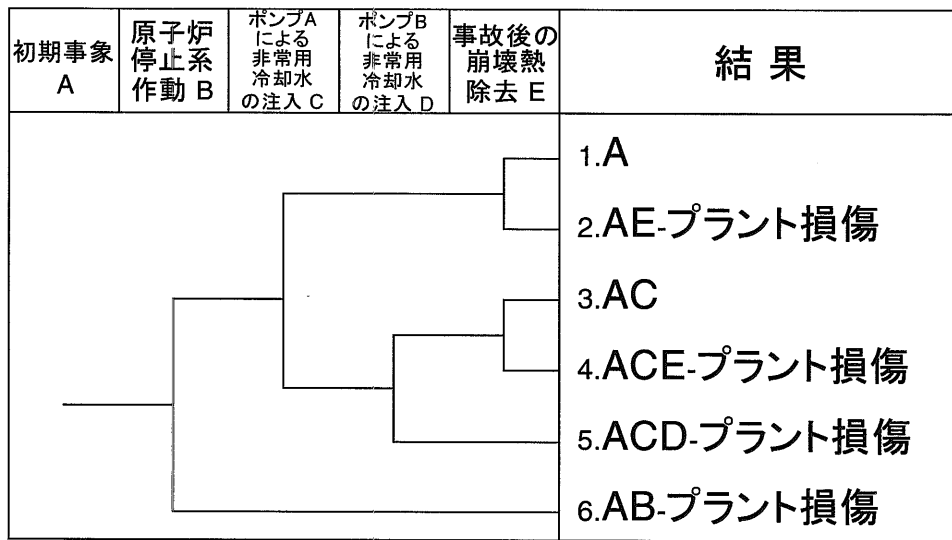 初期事象
A
原子炉
停止系
作動 B
ポンプA
による
非常用
冷却水
の注入 C
ポンプB
による
非常用
冷却水
の注入 D
事故後の
崩壊熱
除去 E
結 果
1.A
2.AE-プラント損傷
3.AC
4.ACE-プラント損傷
5.ACD-プラント損傷
6.AB-プラント損傷